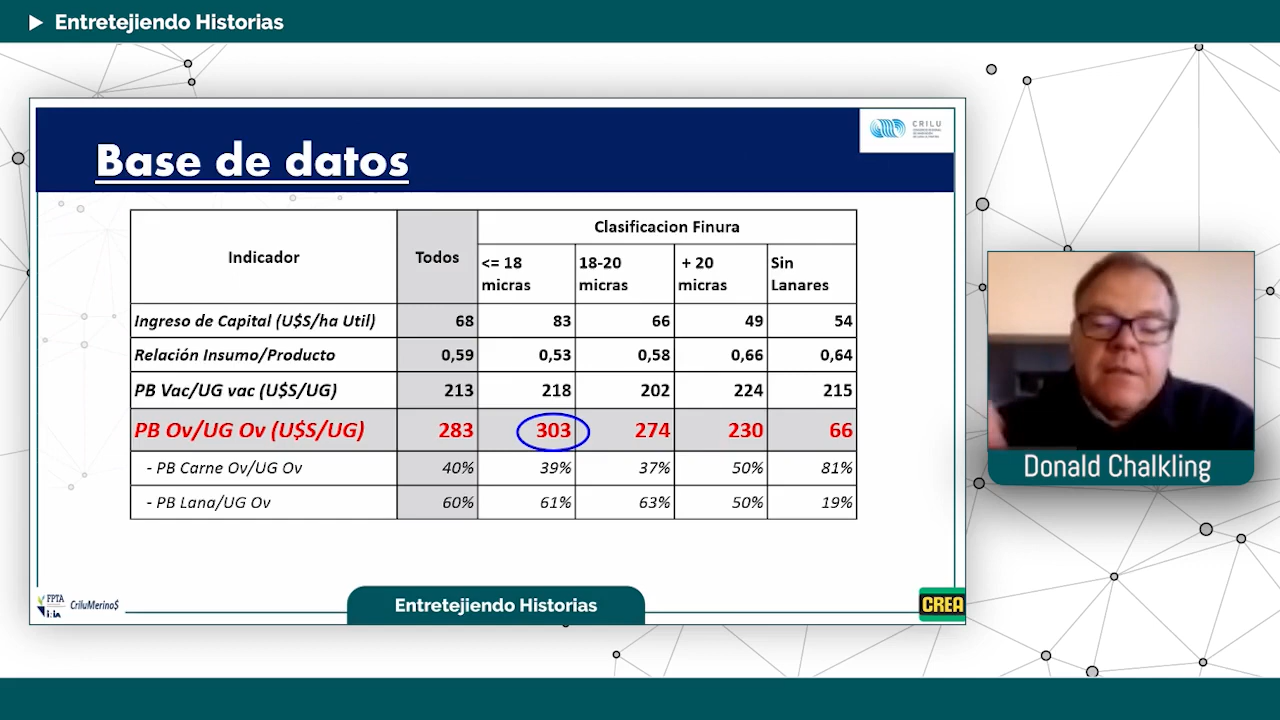 Entretejiendo Historias
CRILU
Base de datos
Indicador Todos Clasificacion Finura
<= 18 micras 18-20 micras + 20 micras Sin Lanares
Ingreso de Capital (U$S/ha Util) 68 83 66 49 54
Relación Insumo/Producto 0,59 0,53 0,58 0,66 0,64
PB Vac/UG vac (U$S/UG) 213 218 202 224 215
PB Ov/UG Ov (U$S/UG) 283 303 274 230 66
- PB Carne Ov/UG Ov 40% 39% 37% 50% 81%
- PB Lana/UG Ov 60% 61% 63% 50% 19%
Donald Chalkling
FPTA
CriluMerino$
Entretejiendo Historias
CREA